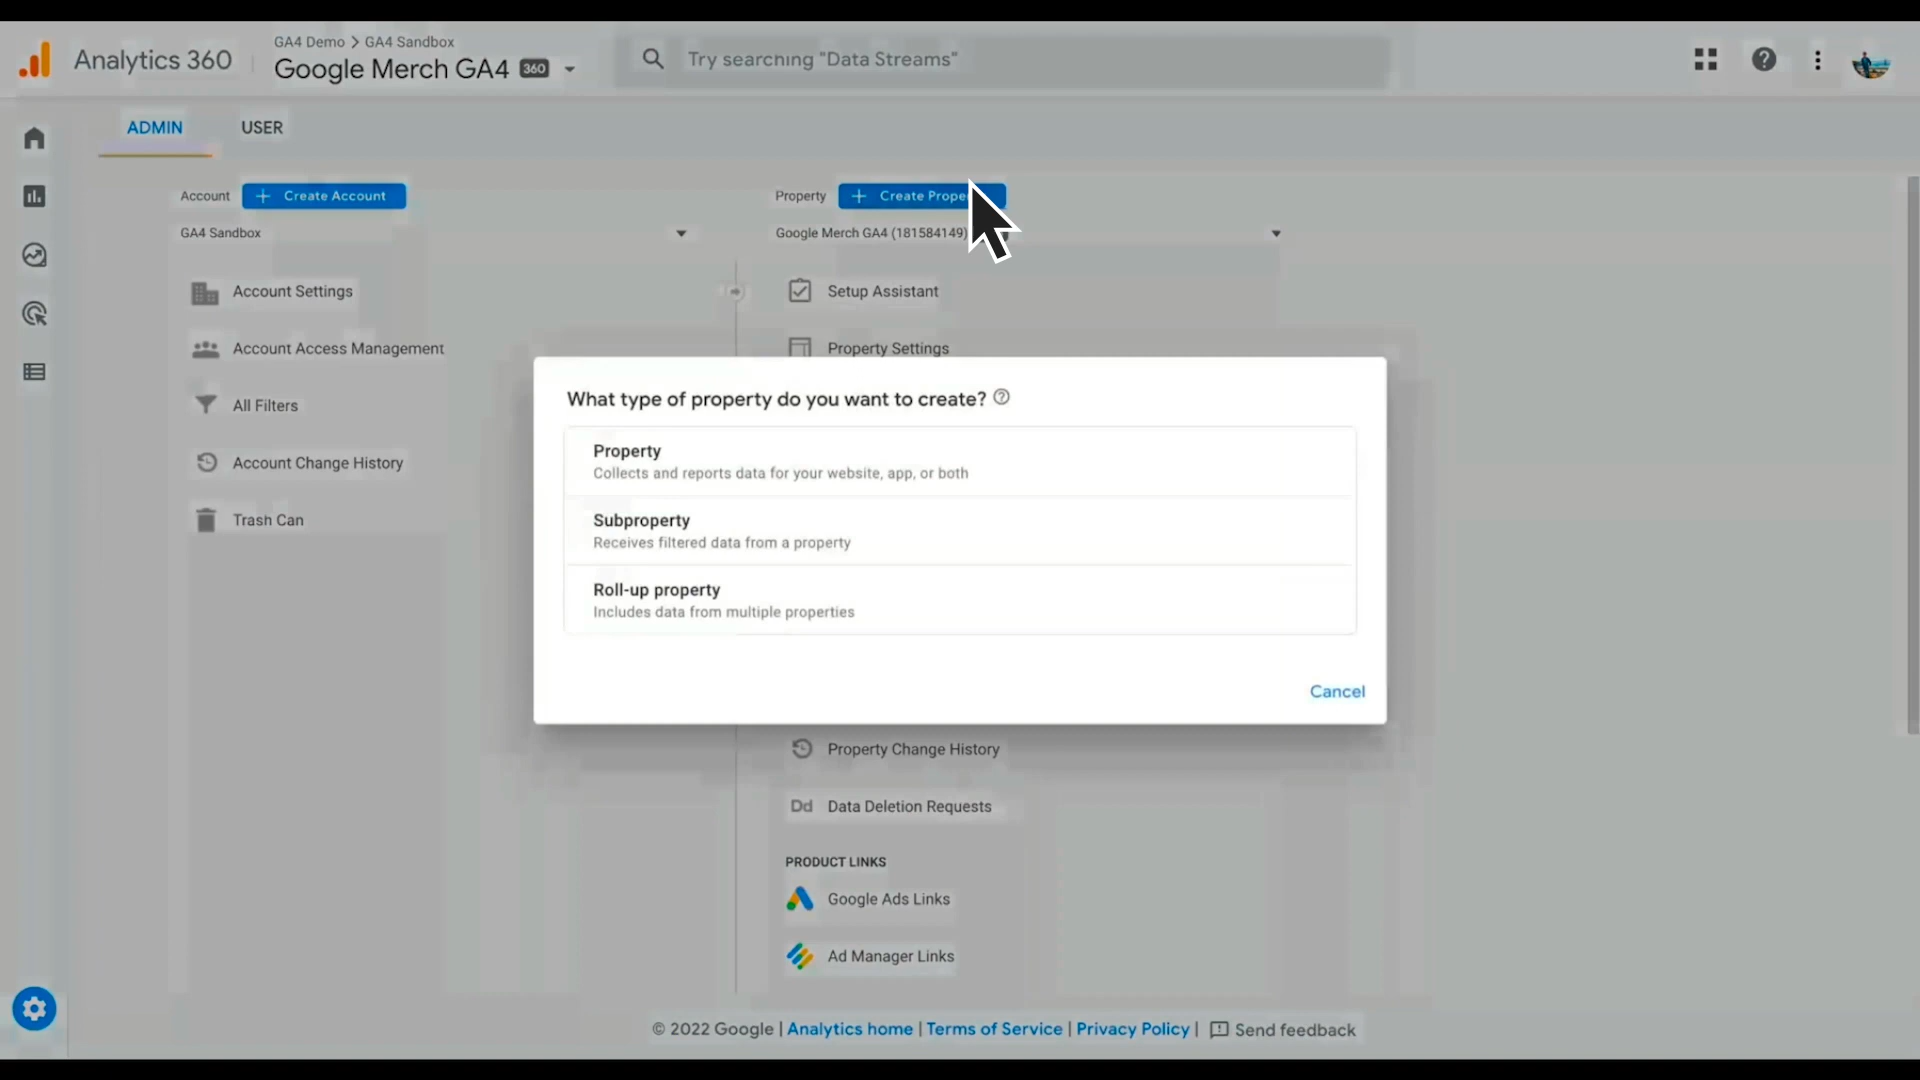 GA4 Demo > GA4 Sandbox
Analytics 360
Google Merch GA4 360
Try searching "Data Streams"
ADMIN
USER
Account
+ Create Account
GA4 Sandbox
Account Settings
Account Access Management
All Filters
Account Change History
Trash Can
Property
+ Create
Google Merch GA4 (181584149)
Setup Assistant
Property Settings
What type of property do you want to create?
Property
Collects and reports data for your website, app, or both
Subproperty
Receives filtered data from a property
Roll-up property
Includes data from multiple properties
Cancel
Property Change History
Dd Data Deletion Requests
PRODUCT LINKS
Google Ads Links
Ad Manager Links
© 2022 Google | Analytics home | Terms of Service | Privacy Policy | Send feedback